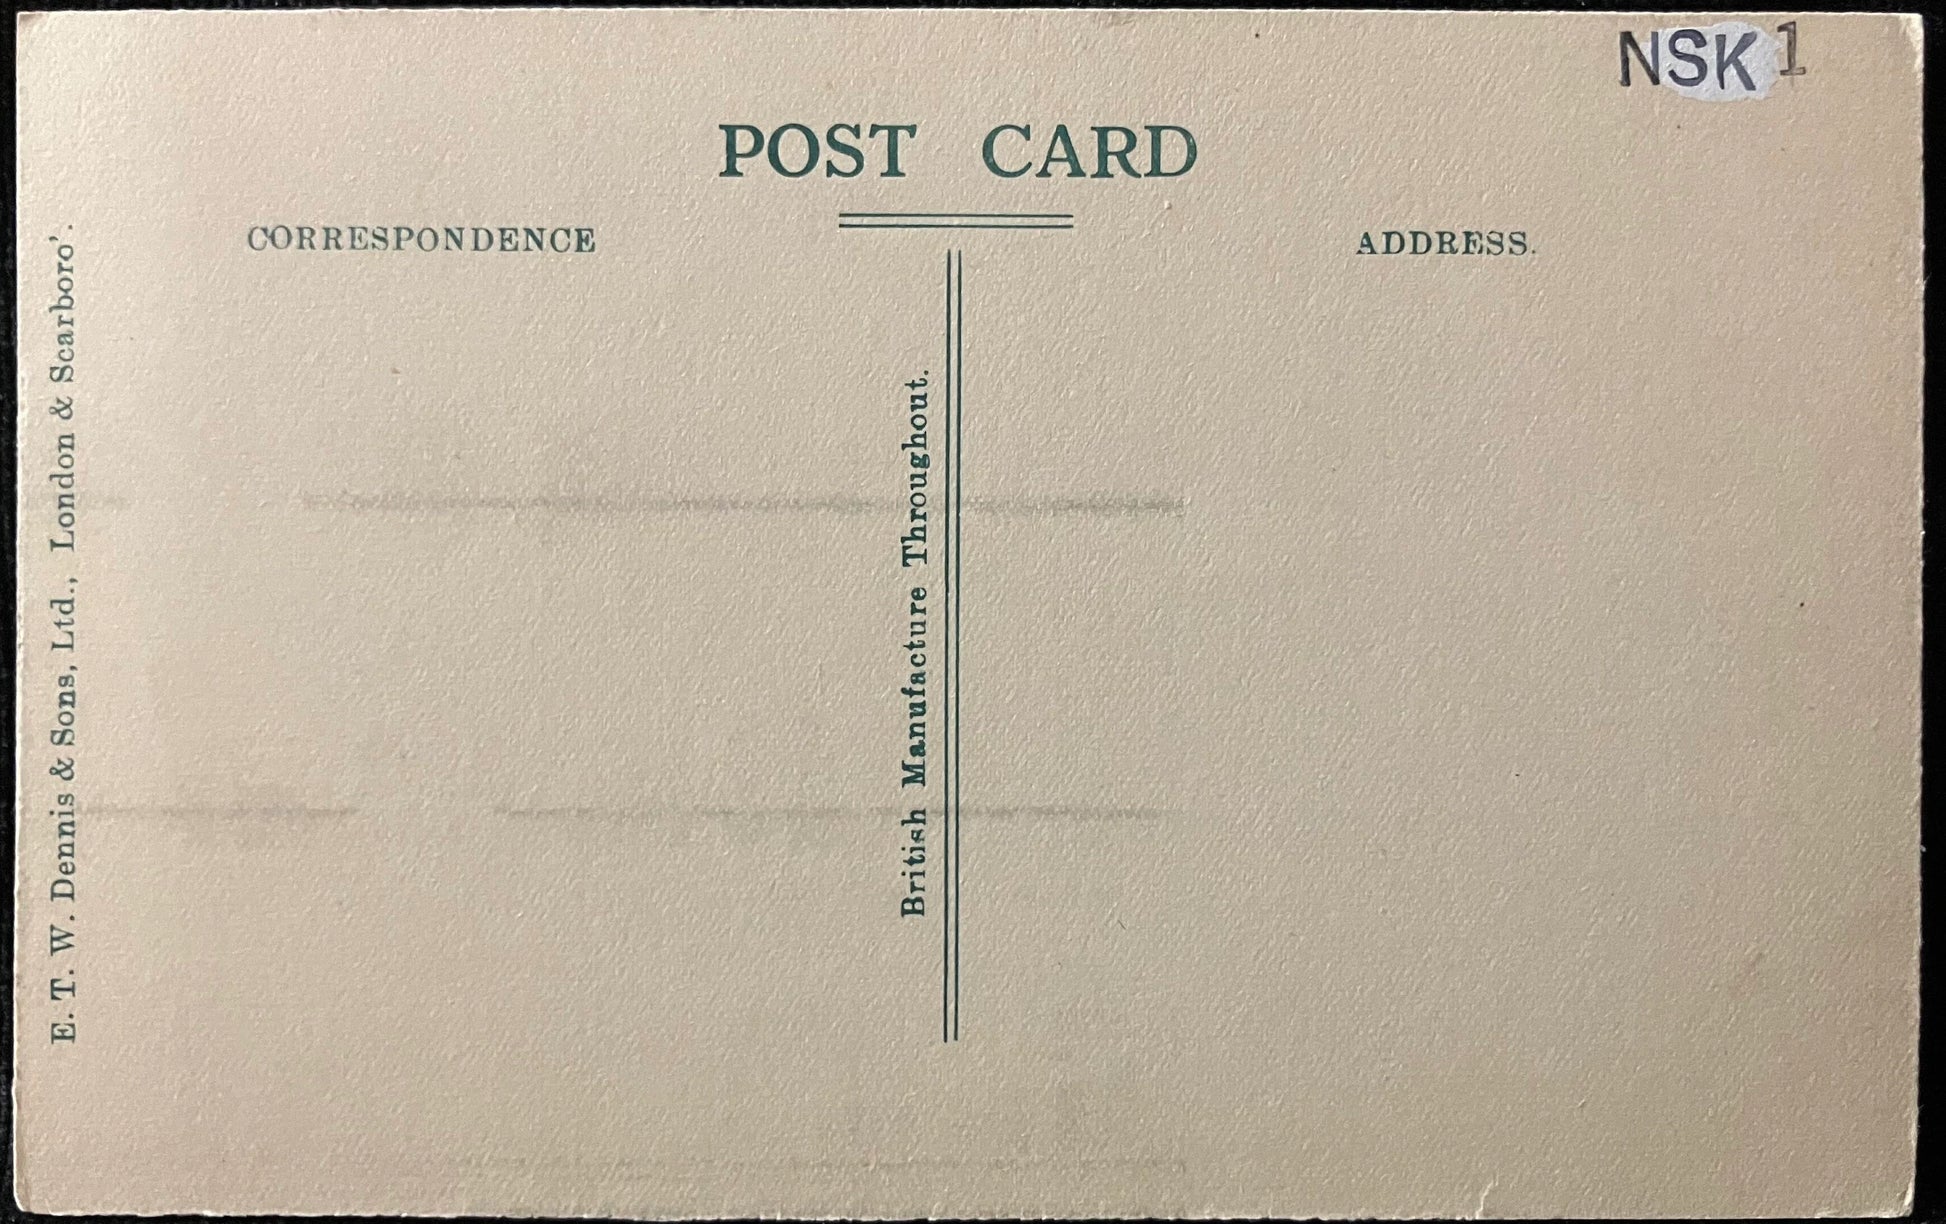 NSK 1
POST CARD
CORRESPONDENCE
ADDRESS.
British Manufacture Throughout.
E. T. W. Dennis & Sons, Ltd., London & Scarboro'.